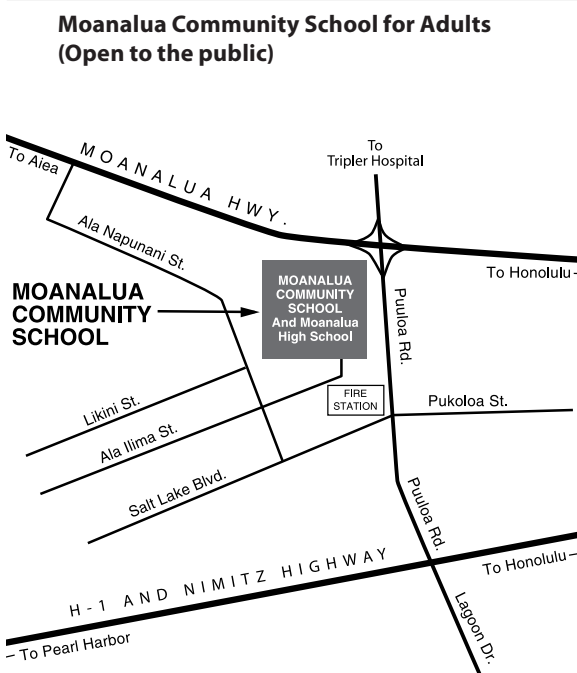 Moanalua Community School for Adults
(Open to the public)
To
Tripler Hospital
To Aiea
MOANALUA HWY.
Ala Napunani St.
To Honolulu
MOANALUA
COMMUNITY
SCHOOL
MOANALUA
COMMUNITY
SCHOOL
And Moanalua
High School
Puuloa Rd.
FIRE
STATION
Pukoloa St.
Likini St.
Ala Ilima St.
Salt Lake Blvd.
Puuloa Rd.
H-1 AND NIMITZ HIGHWAY
To Honolulu
To Pearl Harbor
Lagoon Dr.